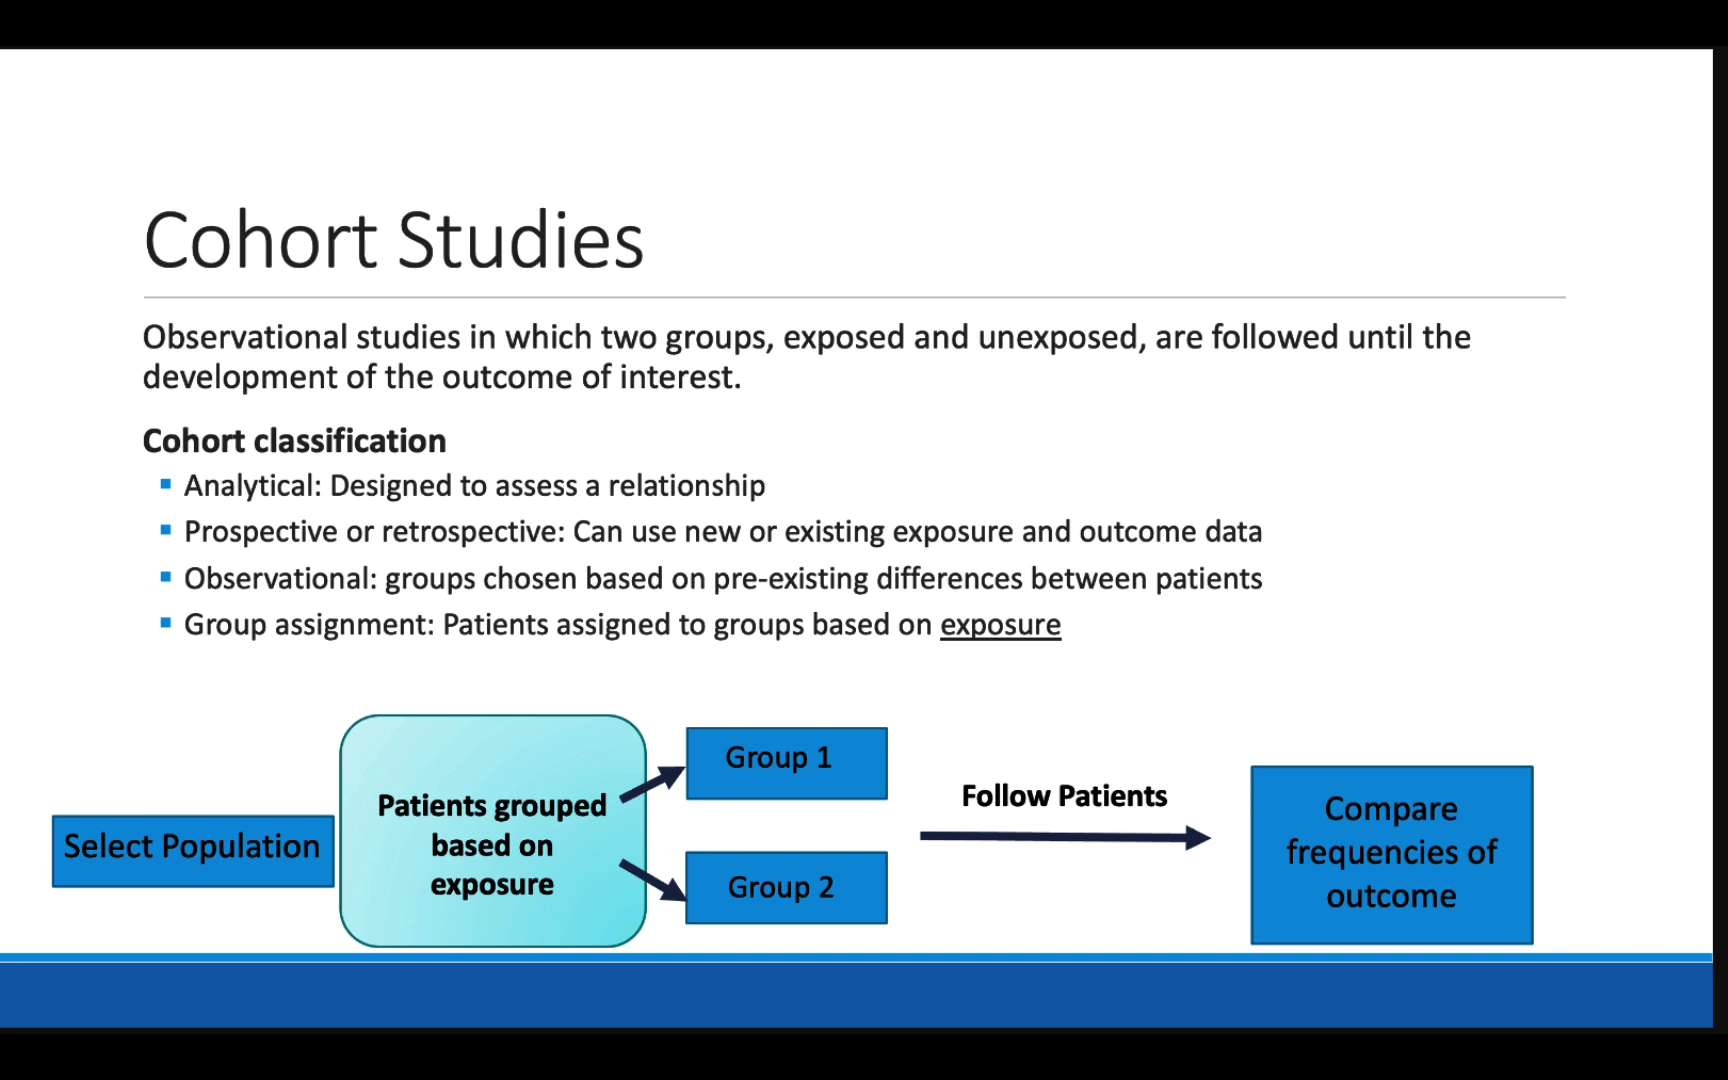 Cohort Studies
Observational studies in which two groups, exposed and unexposed, are followed until the
development of the outcome of interest.
Cohort classification
Analytical: Designed to assess a relationship
Prospective or retrospective: Can use new or existing exposure and outcome data
Observational: groups chosen based on pre-existing differences between patients
Group assignment: Patients assigned to groups based on exposure
Select Population
Patients grouped
based on
exposure
Group 1
Group 2
Follow Patients
Compare
frequencies of
outcome